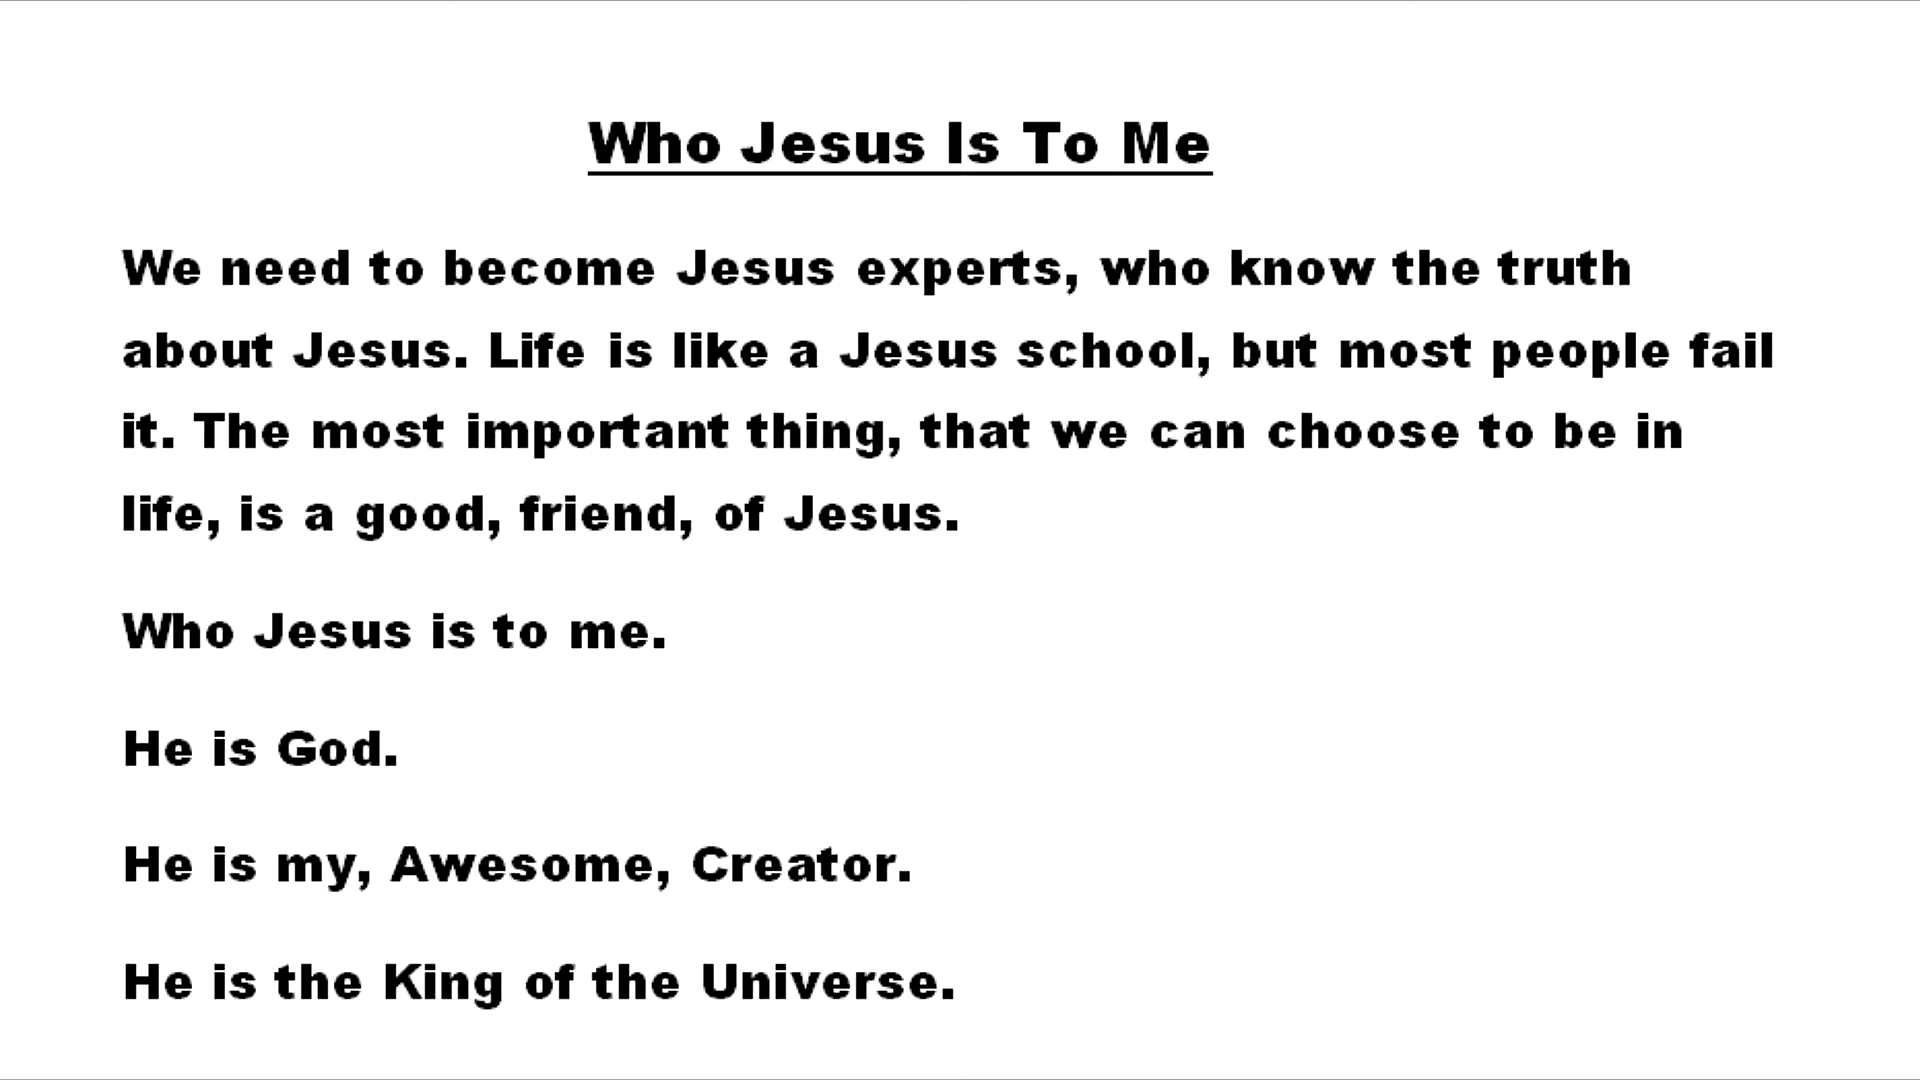 Who Jesus Is To Me
We need to become Jesus experts, who know the truth
about Jesus. Life is like a Jesus school, but most people fail
it. The most important thing, that we can choose to be in
life, is a good, friend, of Jesus.
Who Jesus is to me.
He is God.
He is my, Awesome, Creator.
He is the King of the Universe.